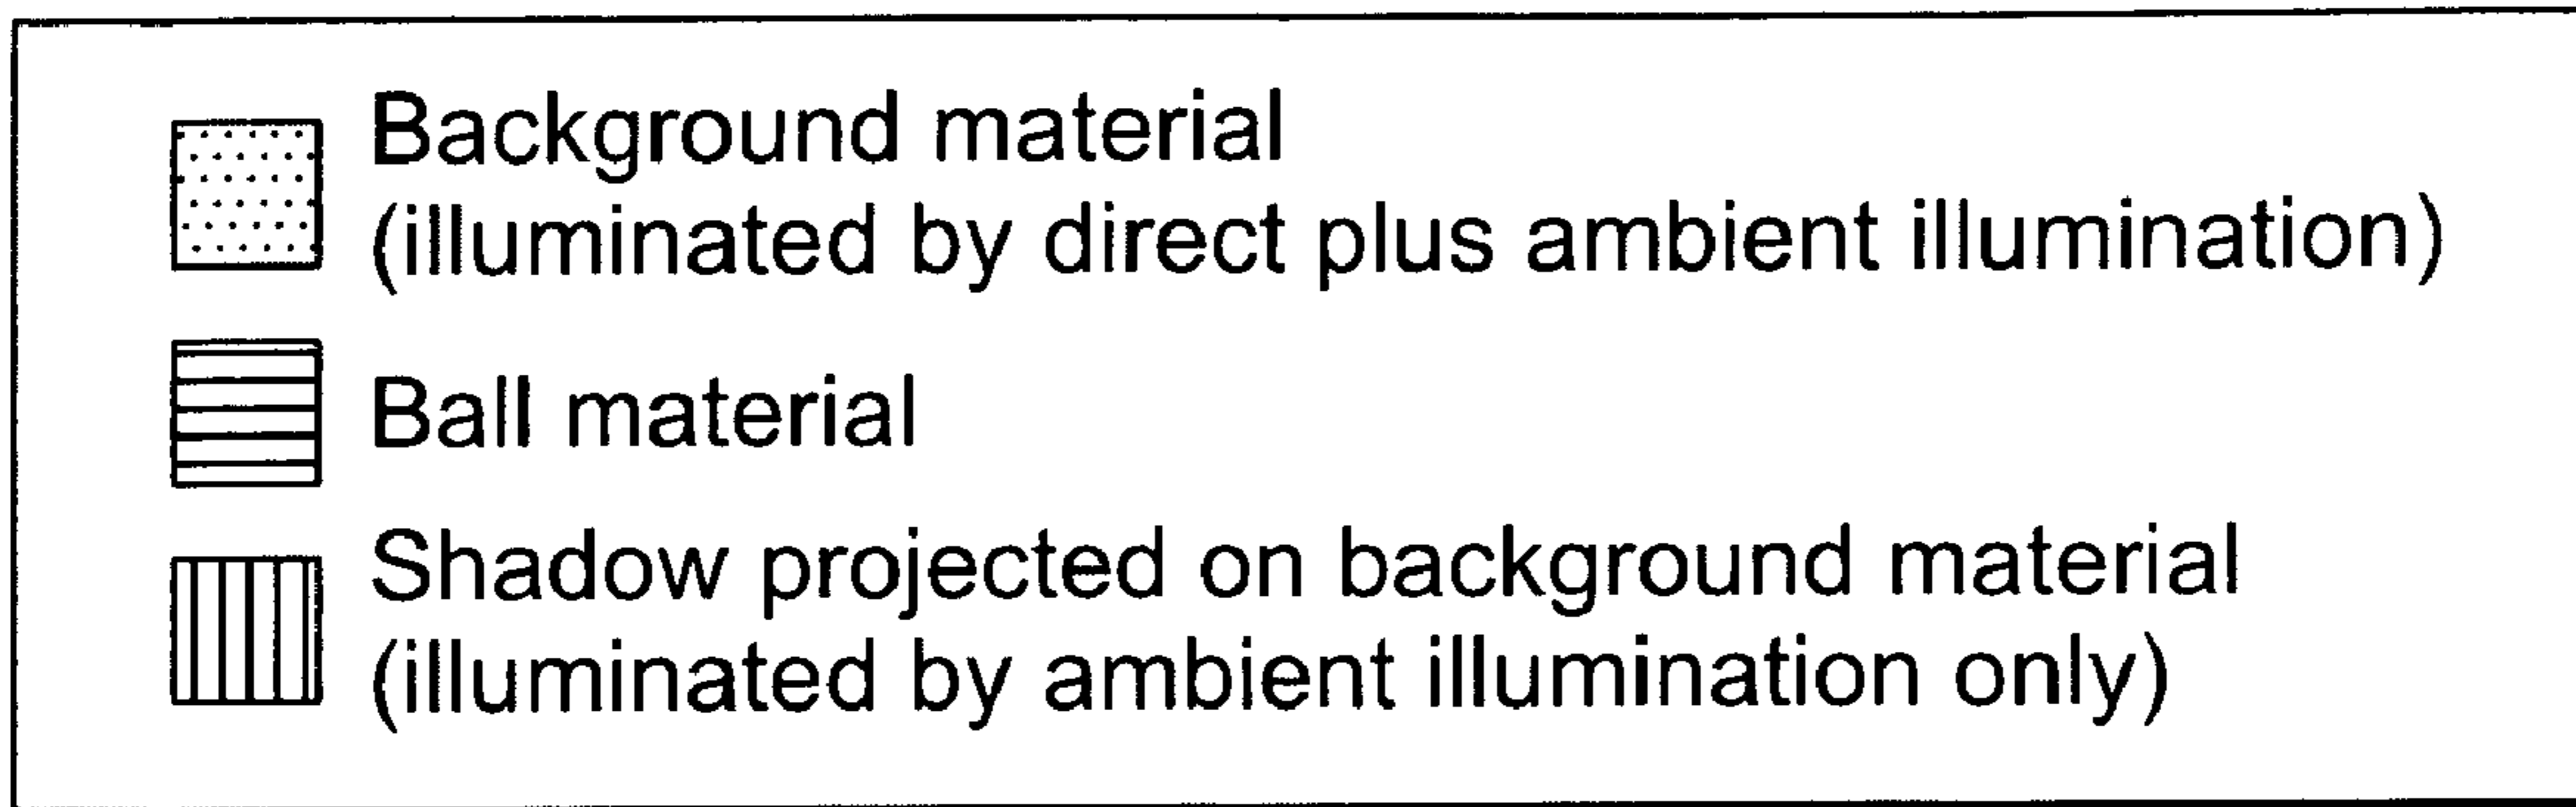 Background material
(illuminated by direct plus ambient illumination)
Ball material
Shadow projected on background material
(illuminated by ambient illumination only)